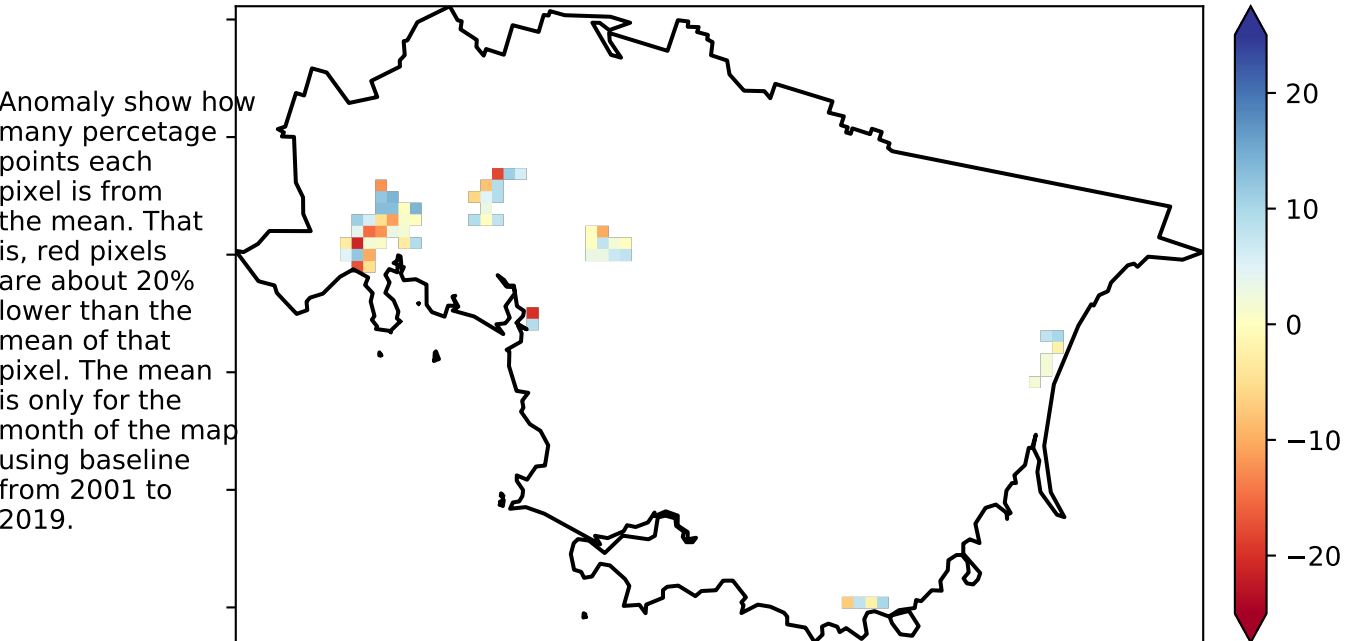 Anomaly show how
many percetage
points each
pixel is from
the mean. That
is, red pixels
are about 20%
lower than the
mean of that
pixel. The mean
is only for the
month of the map
using baseline
from 2001 to
2019.
20
10
0
−10
−20